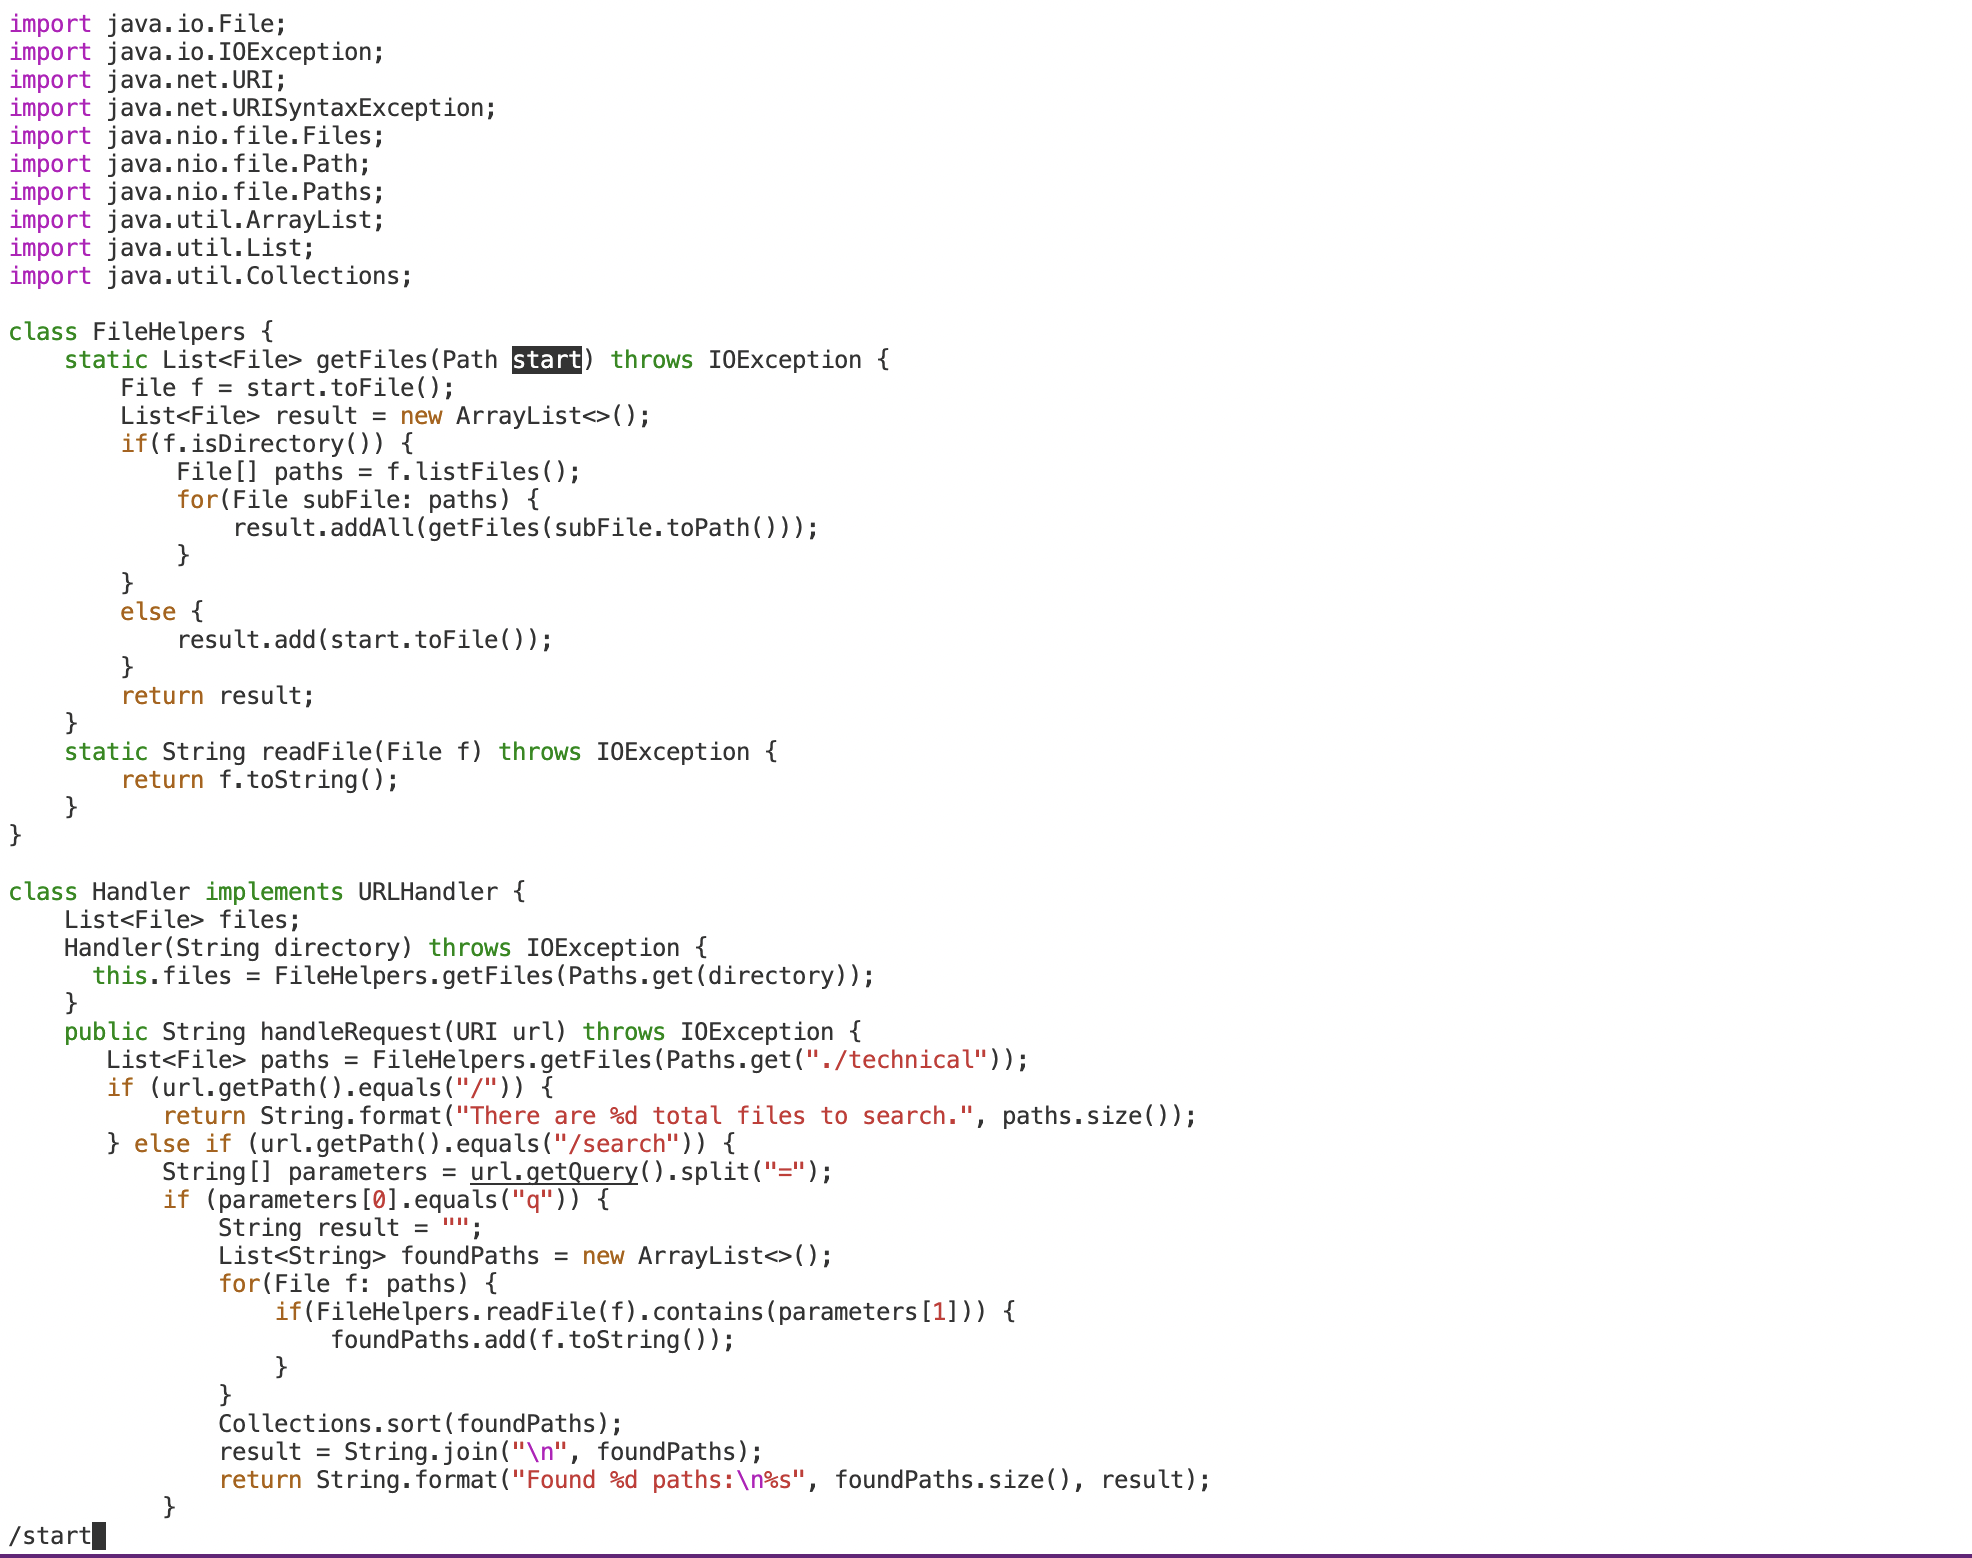 import java.io.File;
import java.io.IOException;
import java.net.URI;
import java.net.URISyntaxException;
import java.nio.file.Files;
import java.nio.file.Path;
import java.nio.file.Paths;
import java.util.ArrayList;
import java.util.List;
import java.util.Collections;

class FileHelpers {
    static List<File> getFiles(Path start) throws IOException {
        File f = start.toFile();
        List<File> result = new ArrayList<>();
        if(f.isDirectory()) {
            File[] paths = f.listFiles();
            for(File subFile: paths) {
                result.addAll(getFiles(subFile.toPath()));
            }
        }
        else {
            result.add(start.toFile());
        }
        return result;
    }
    static String readFile(File f) throws IOException {
        return f.toString();
    }
}

class Handler implements URLHandler {
    List<File> files;
    Handler(String directory) throws IOException {
      this.files = FileHelpers.getFiles(Paths.get(directory));
    }
    public String handleRequest(URI url) throws IOException {
       List<File> paths = FileHelpers.getFiles(Paths.get("./technical"));
       if (url.getPath().equals("/")) {
           return String.format("There are %d total files to search.", paths.size());
       } else if (url.getPath().equals("/search")) {
           String[] parameters = url.getQuery().split("=");
           if (parameters[0].equals("q")) {
               String result = "";
               List<String> foundPaths = new ArrayList<>();
               for(File f: paths) {
                   if(FileHelpers.readFile(f).contains(parameters[1])) {
                       foundPaths.add(f.toString());
                   }
               }
               Collections.sort(foundPaths);
               result = String.join("\n", foundPaths);
               return String.format("Found %d paths:\n%s", foundPaths.size(), result);
           }
/start